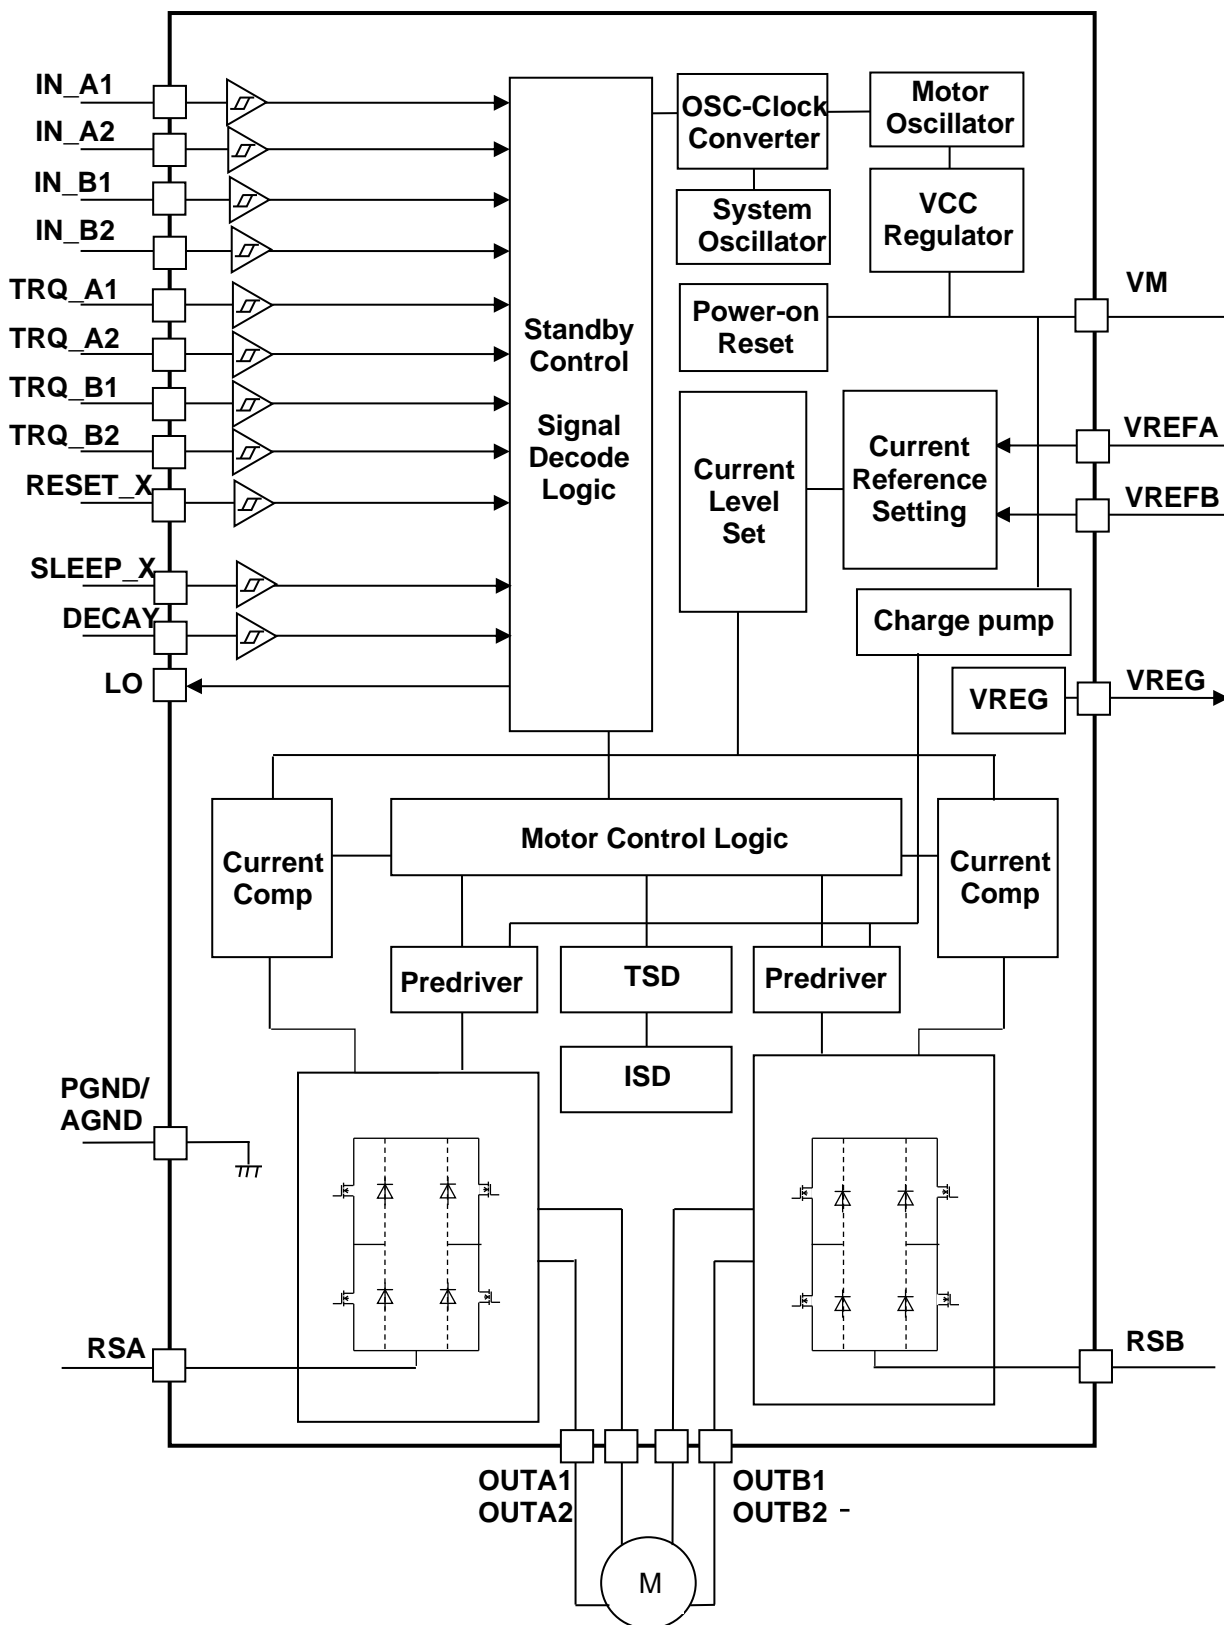 IN_A1
IN_A2
IN_B1
IN_B2
TRQ_A1
TRQ_A2
TRQ_B1
TRQ_B2
RESET_X
SLEEP_X
DECAY
LO
Standby
Control
Signal
Decode
Logic
OSC-Clock
Converter
Motor
Oscillator
System
Oscillator
VCC
Regulator
Power-on
Reset
VM
Current
Level
Set
Current
Reference
Setting
VREFA
VREFB
Charge pump
VREG
VREG
Current
Comp
Motor Control Logic
Current
Comp
Predriver
TSD
Predriver
ISD
PGND/
AGND
RSA
RSB
OUTA1
OUTA2
OUTB1
OUTB2 -
M